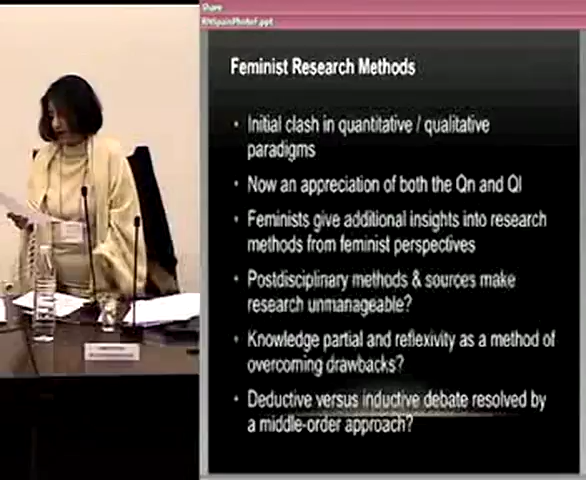 Share
Feminist Research Methods
• Initial clash in quantitative / qualitative
paradigms
• Now an appreciation of both the Qn and Ql
• Feminists give additional insights into research
methods from feminist perspectives
• Postdisciplinary methods & sources make
research unmanageable?
• Knowledge partial and reflexivity as a method of
overcoming drawbacks?
• Deductive versus inductive debate resolved by
a middle-order approach?